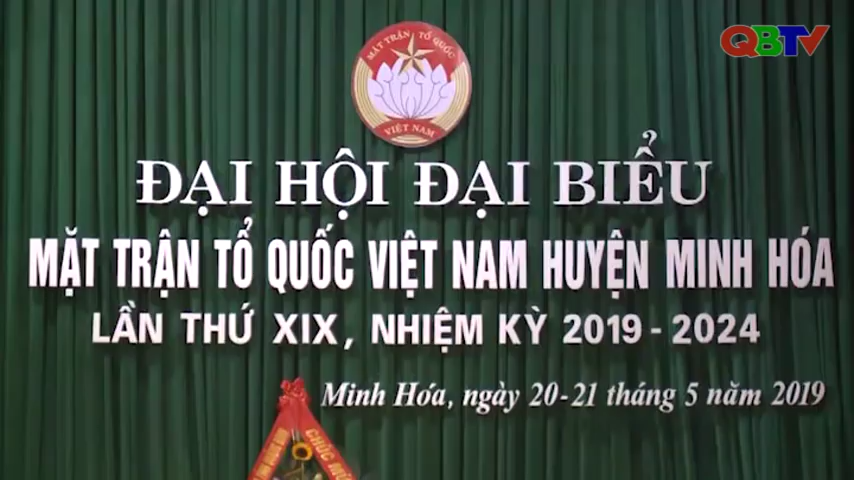 QBTV
MẶT TRẬN TỔ QUỐC
VIỆT NAM
ĐẠI HỘI ĐẠI BIỂU
MẶT TRẬN TỔ QUỐC VIỆT NAM HUYỆN MINH HÓA
LẦN THỨ XIX, NHIỆM KỲ 2019-2024
Minh Hóa, ngày 20-21 tháng 5 năm 2019
CHÚC